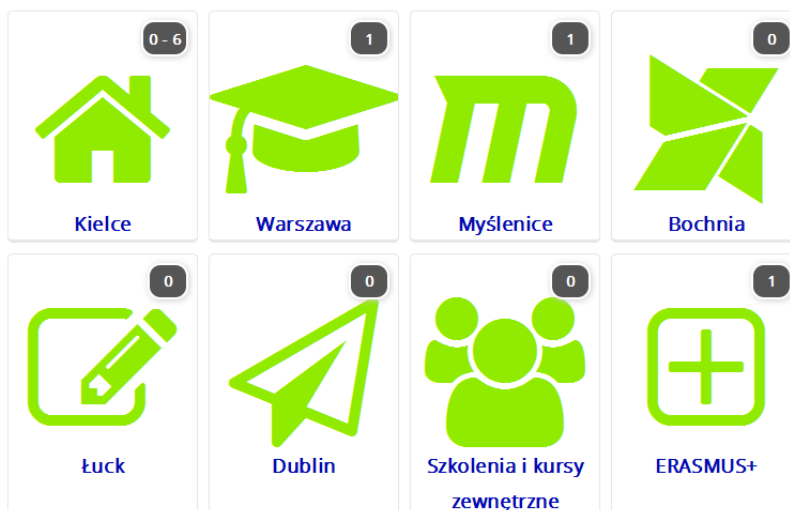 0 - 6
1
1
0
Kielce
Warszawa
Myślenice
Bochnia
0
0
0
1
Łuck
Dublin
Szkolenia i kursy
zewnętrzne
ERASMUS+